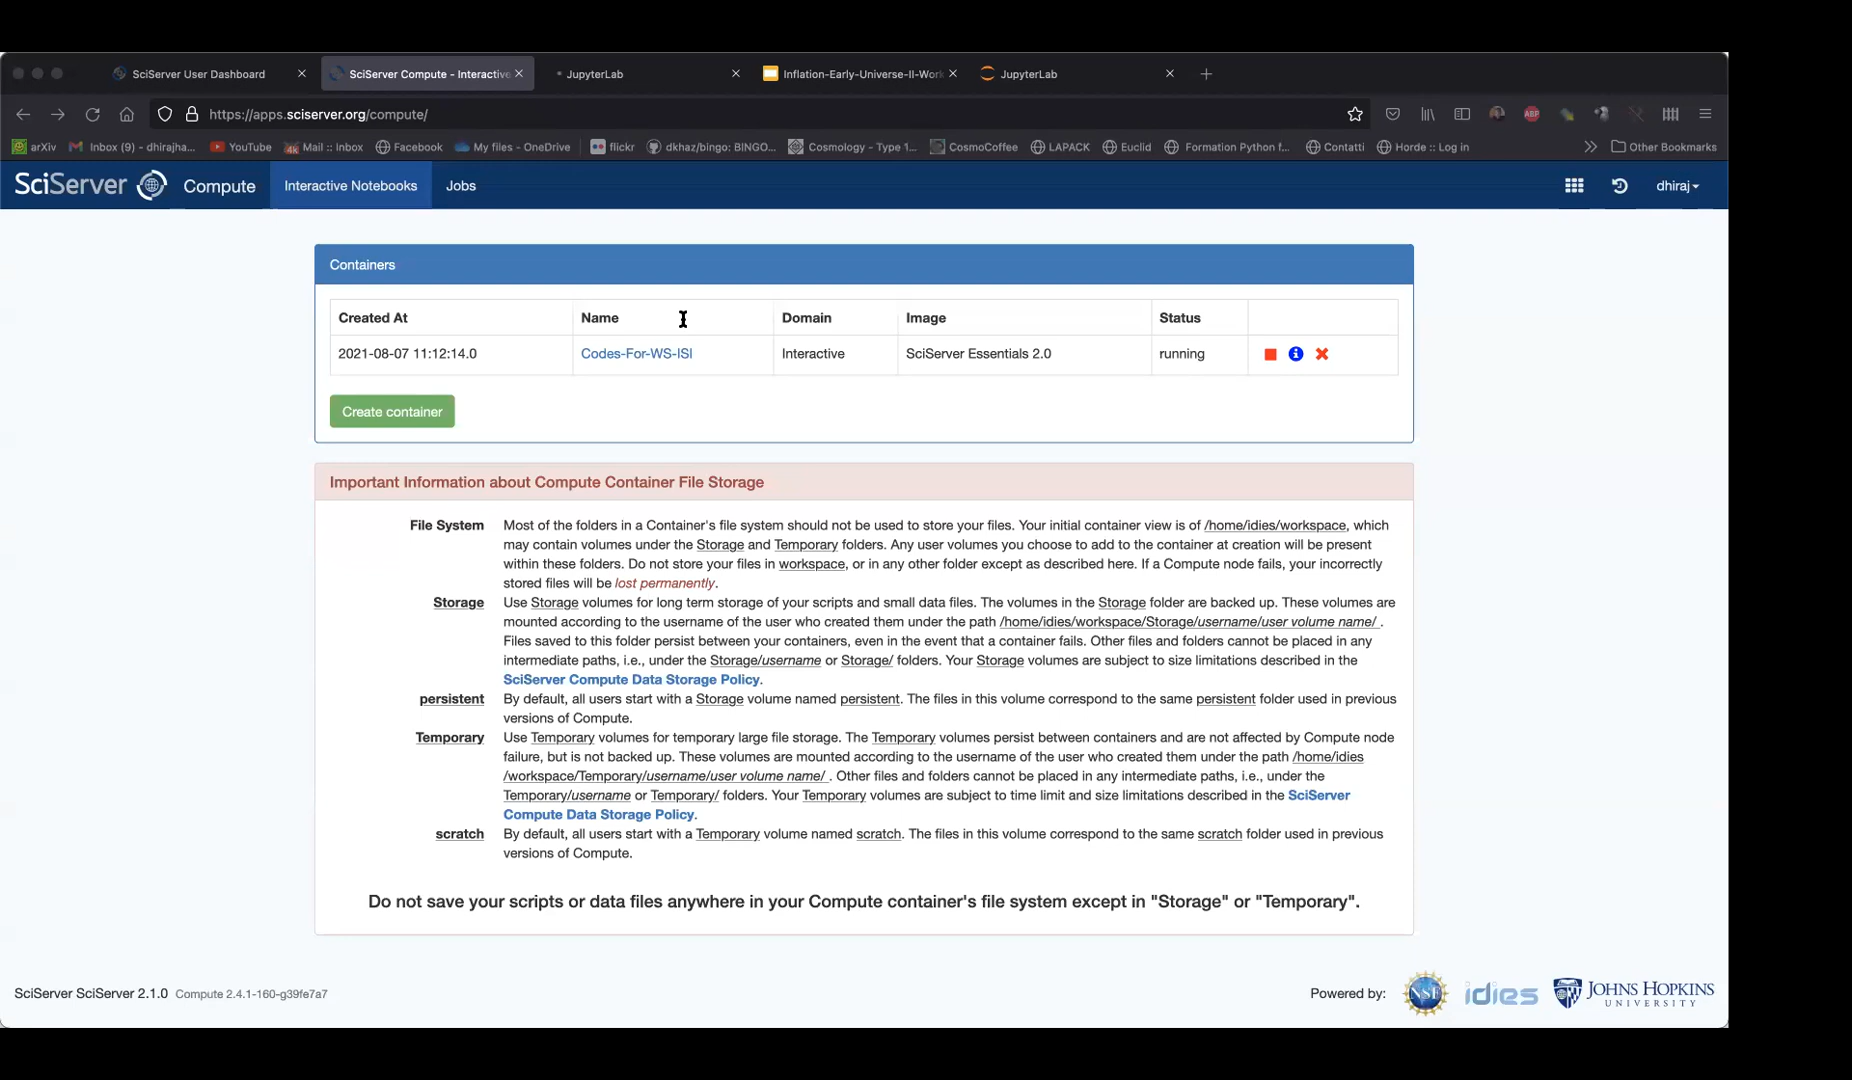 SciServer User Dashboard
SciServer Compute - Interactive
JupyterLab
Inflation-Early-Universe-II-Work
JupyterLab
https://apps.sciserver.org/compute/
arXiv
Inbox (9) - dhirajha...
YouTube
Mail :: Inbox
Facebook
My files - OneDrive
flickr
dkhaz/bingo: BINGO...
Cosmology - Type 1...
CosmoCoffee
LAPACK
Euclid
Formation Python f...
Contatti
Horde :: Log in
Other Bookmarks
SciServer Compute Interactive Notebooks Jobs dhiraj
Containers
Created At Name Domain Image Status
2021-08-07 11:12:14.0 Codes-For-WS-ISI Interactive SciServer Essentials 2.0 running
Create container
Important Information about Compute Container File Storage
File System Most of the folders in a Container's file system should not be used to store your files. Your initial container view is of /home/idies/workspace, which
may contain volumes under the Storage and Temporary folders. Any user volumes you choose to add to the container at creation will be present
within these folders. Do not store your files in workspace, or in any other folder except as described here. If a Compute node fails, your incorrectly
stored files will be lost permanently.
Storage Use Storage volumes for long term storage of your scripts and small data files. The volumes in the Storage folder are backed up. These volumes are
mounted according to the username of the user who created them under the path /home/idies/workspace/Storage/username/user volume name/ .
Files saved to this folder persist between your containers, even in the event that a container fails. Other files and folders cannot be placed in any
intermediate paths, i.e., under the Storage/username or Storage/ folders. Your Storage volumes are subject to size limitations described in the
SciServer Compute Data Storage Policy.
persistent By default, all users start with a Storage volume named persistent. The files in this volume correspond to the same persistent folder used in previous
versions of Compute.
Temporary Use Temporary volumes for temporary large file storage. The Temporary volumes persist between containers and are not affected by Compute node
failure, but is not backed up. These volumes are mounted according to the username of the user who created them under the path /home/idies
/workspace/Temporary/username/user volume name/ . Other files and folders cannot be placed in any intermediate paths, i.e., under the
Temporary/username or Temporary/ folders. Your Temporary volumes are subject to time limit and size limitations described in the SciServer
Compute Data Storage Policy.
scratch By default, all users start with a Temporary volume named scratch. The files in this volume correspond to the same scratch folder used in previous
versions of Compute.
Do not save your scripts or data files anywhere in your Compute container's file system except in "Storage" or "Temporary".
SciServer SciServer 2.1.0 Compute 2.4.1-160-g39fe7a7
Powered by: NSF idies JOHNS HOPKINS
UNIVERSITY
ABP